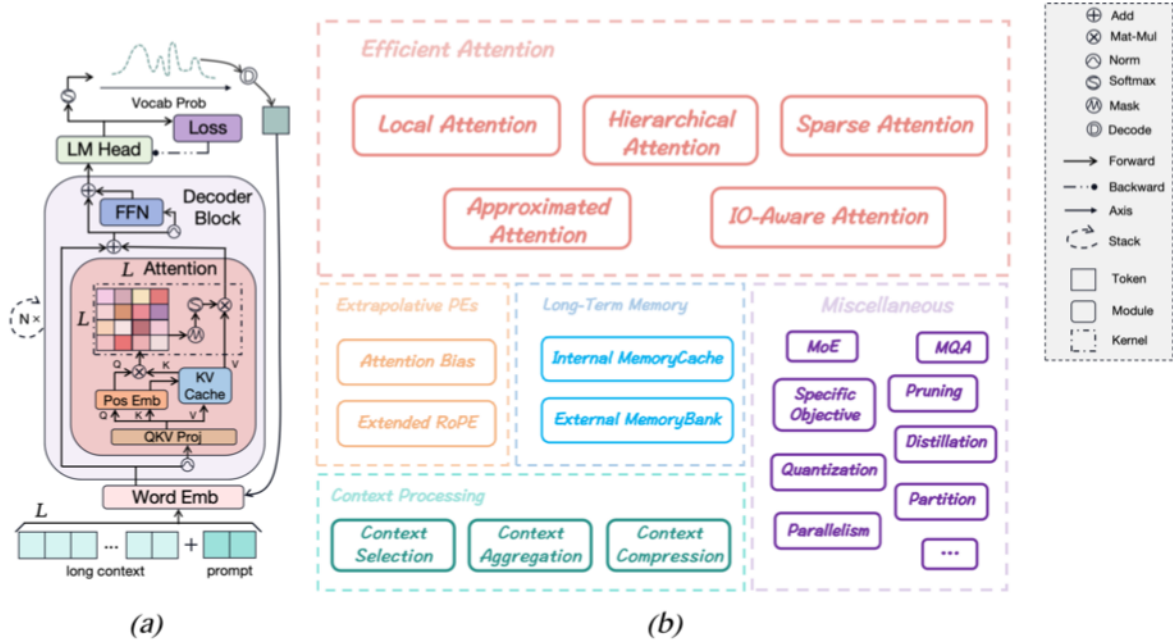 Vocab Prob
S
D
Loss
LM Head
Decoder
Block
FFN
N
L Attention
L
S
M
Q
K
V
Pos Emb
KV
Cache
Q
K
V
QKV Proj
N×
Word Emb
L
...
+
long context
prompt
(a)
Efficient Attention
Local Attention
Hierarchical
Attention
Sparse Attention
Approximated
Attention
IO-Aware Attention
Extrapolative PEs
Attention Bias
Extended RoPE
Long-Term Memory
Internal MemoryCache
External MemoryBank
Context Processing
Context
Selection
Context
Aggregation
Context
Compression
Miscellaneous
MoE
MQA
Specific
Objective
Pruning
Distillation
Quantization
Partition
Parallelism
...
(b)
Add
Mat-Mul
Norm
S Softmax
M Mask
D Decode
Forward
Backward
Axis
Stack
Token
Module
Kernel